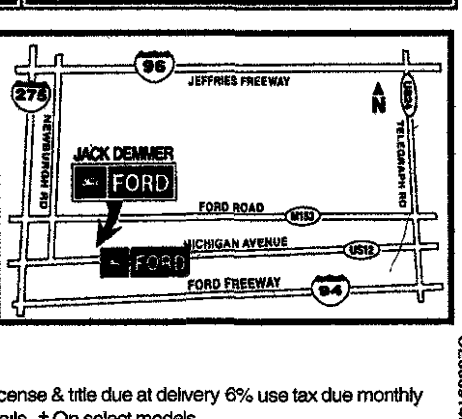 96
JEFFRIES FREEWAY
275
N
US24
NEWBURGH RD
TELEGRAPH RD
JACK DEMMER
FORD
FORD ROAD
M153
MICHIGAN AVENUE
US12
FORD
FORD FREEWAY
94
cense & title due at delivery 6% use tax due monthly
ails. ‡ On select models